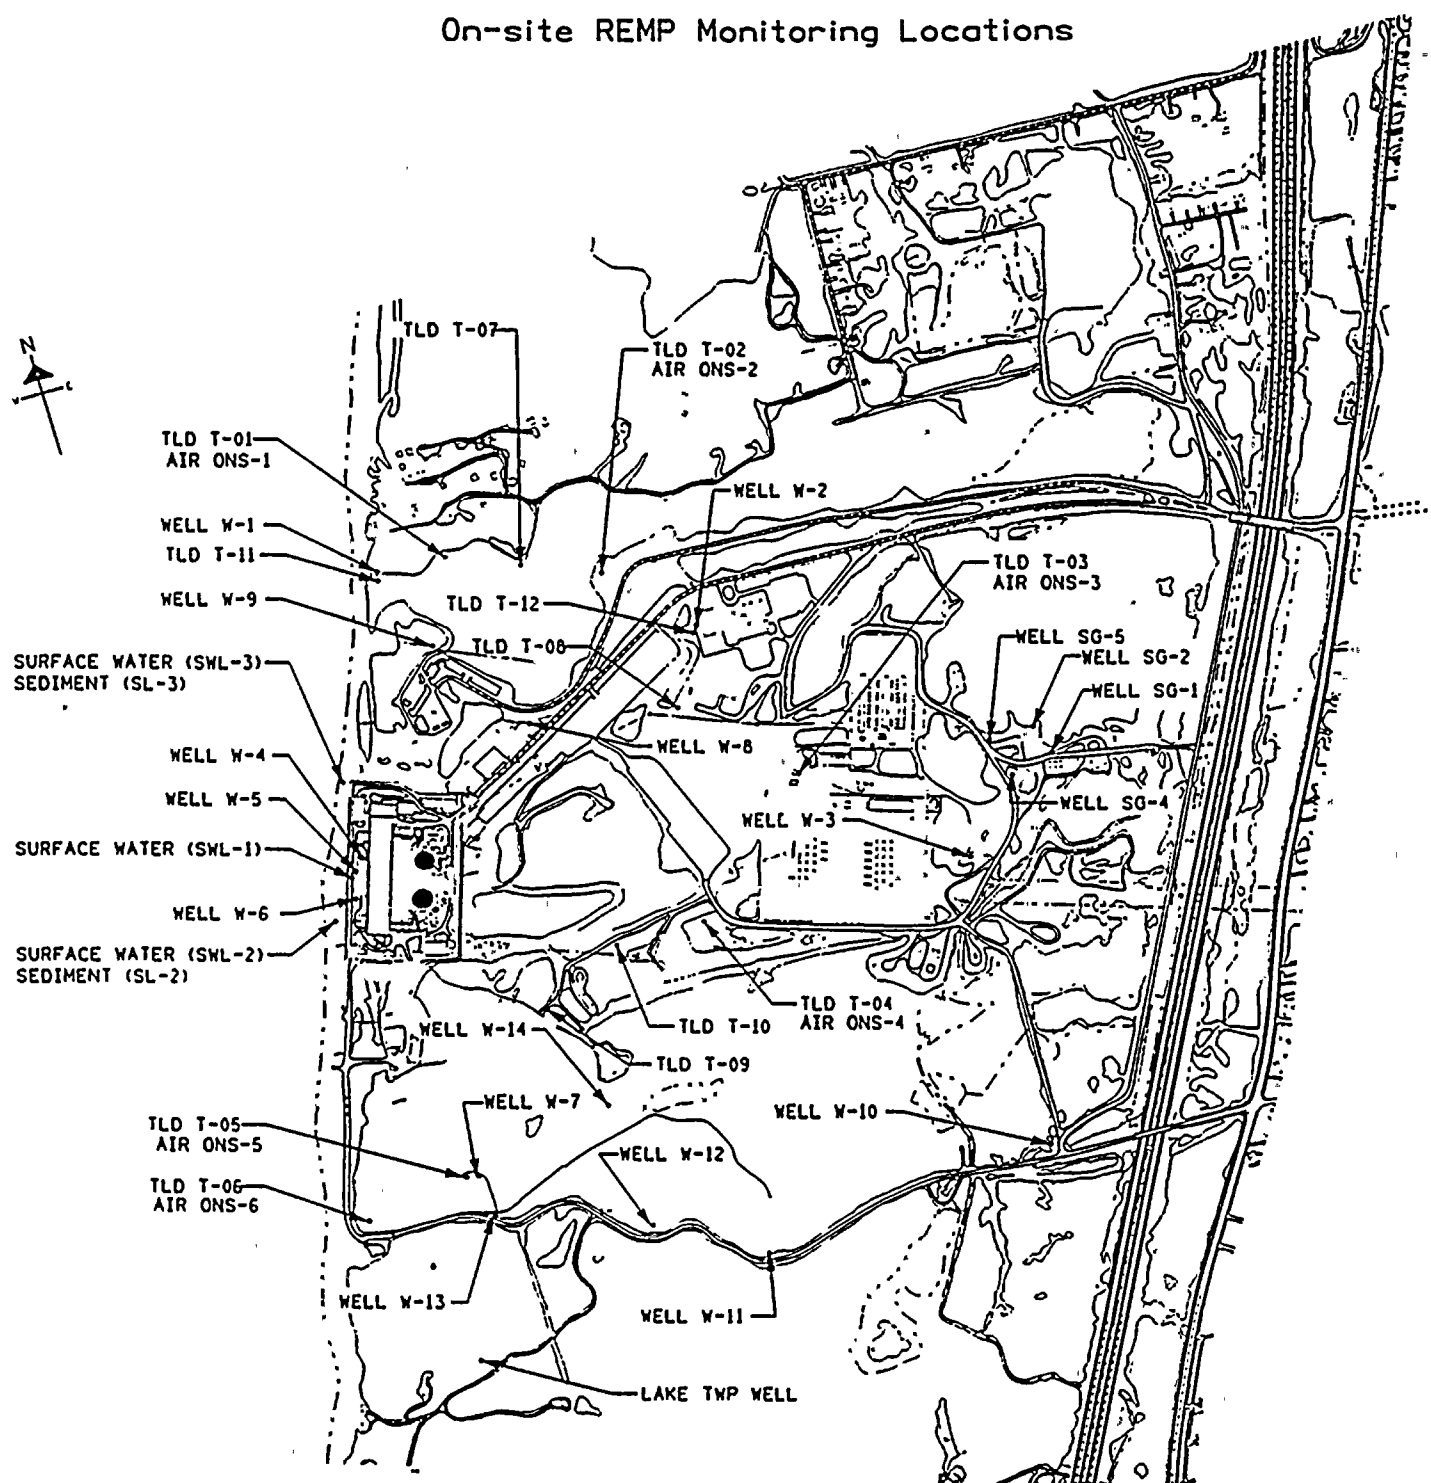 On-site REMP Monitoring Locations
TLD T-07
TLD T-02
AIR ONS-2
N
TLD T-01
AIR ONS-1
WELL W-2
WELL W-1
TLD T-11
TLD T-03
AIR ONS-3
WELL W-9
TLD T-12
TLD T-08
WELL SG-5
WELL SG-2
SURFACE WATER (SWL-3)
SEDIMENT (SL-3)
WELL SG-1
WELL W-4
WELL W-8
WELL W-5
WELL SG-4
WELL W-3
SURFACE WATER (SWL-1)
WELL W-6
SURFACE WATER (SWL-2)
SEDIMENT (SL-2)
TLD T-04
AIR ONS-4
WELL W-14
TLD T-10
TLD T-09
WELL W-7
WELL W-10
TLD T-05
AIR ONS-5
WELL W-12
TLD T-06
AIR ONS-6
WELL W-13
WELL W-11
LAKE TWP WELL